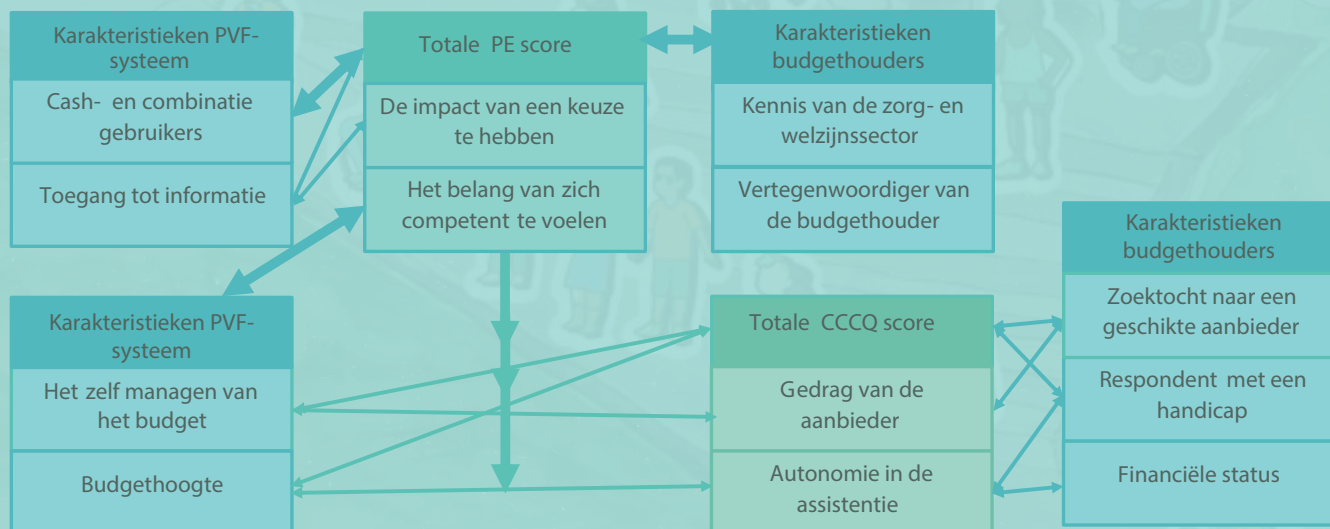 Karakteristieken PVF-
systeem
Cash- en combinatie
gebruikers
Toegang tot informatie
Totale PE score
De impact van een keuze
te hebben
Het belang van zich
competent te voelen
Karakteristieken
budgethouders
Kennis van de zorg- en
welzijnssector
Vertegenwoordiger van
de budgethouder
Karakteristieken PVF-
systeem
Het zelf managen van
het budget
Budgethoogte
Totale CCCQ score
Gedrag van de
aanbieder
Autonomie in de
assistentie
Karakteristieken
budgethouders
Zoektocht naar een
geschikte aanbieder
Respondent met een
handicap
Financiële status